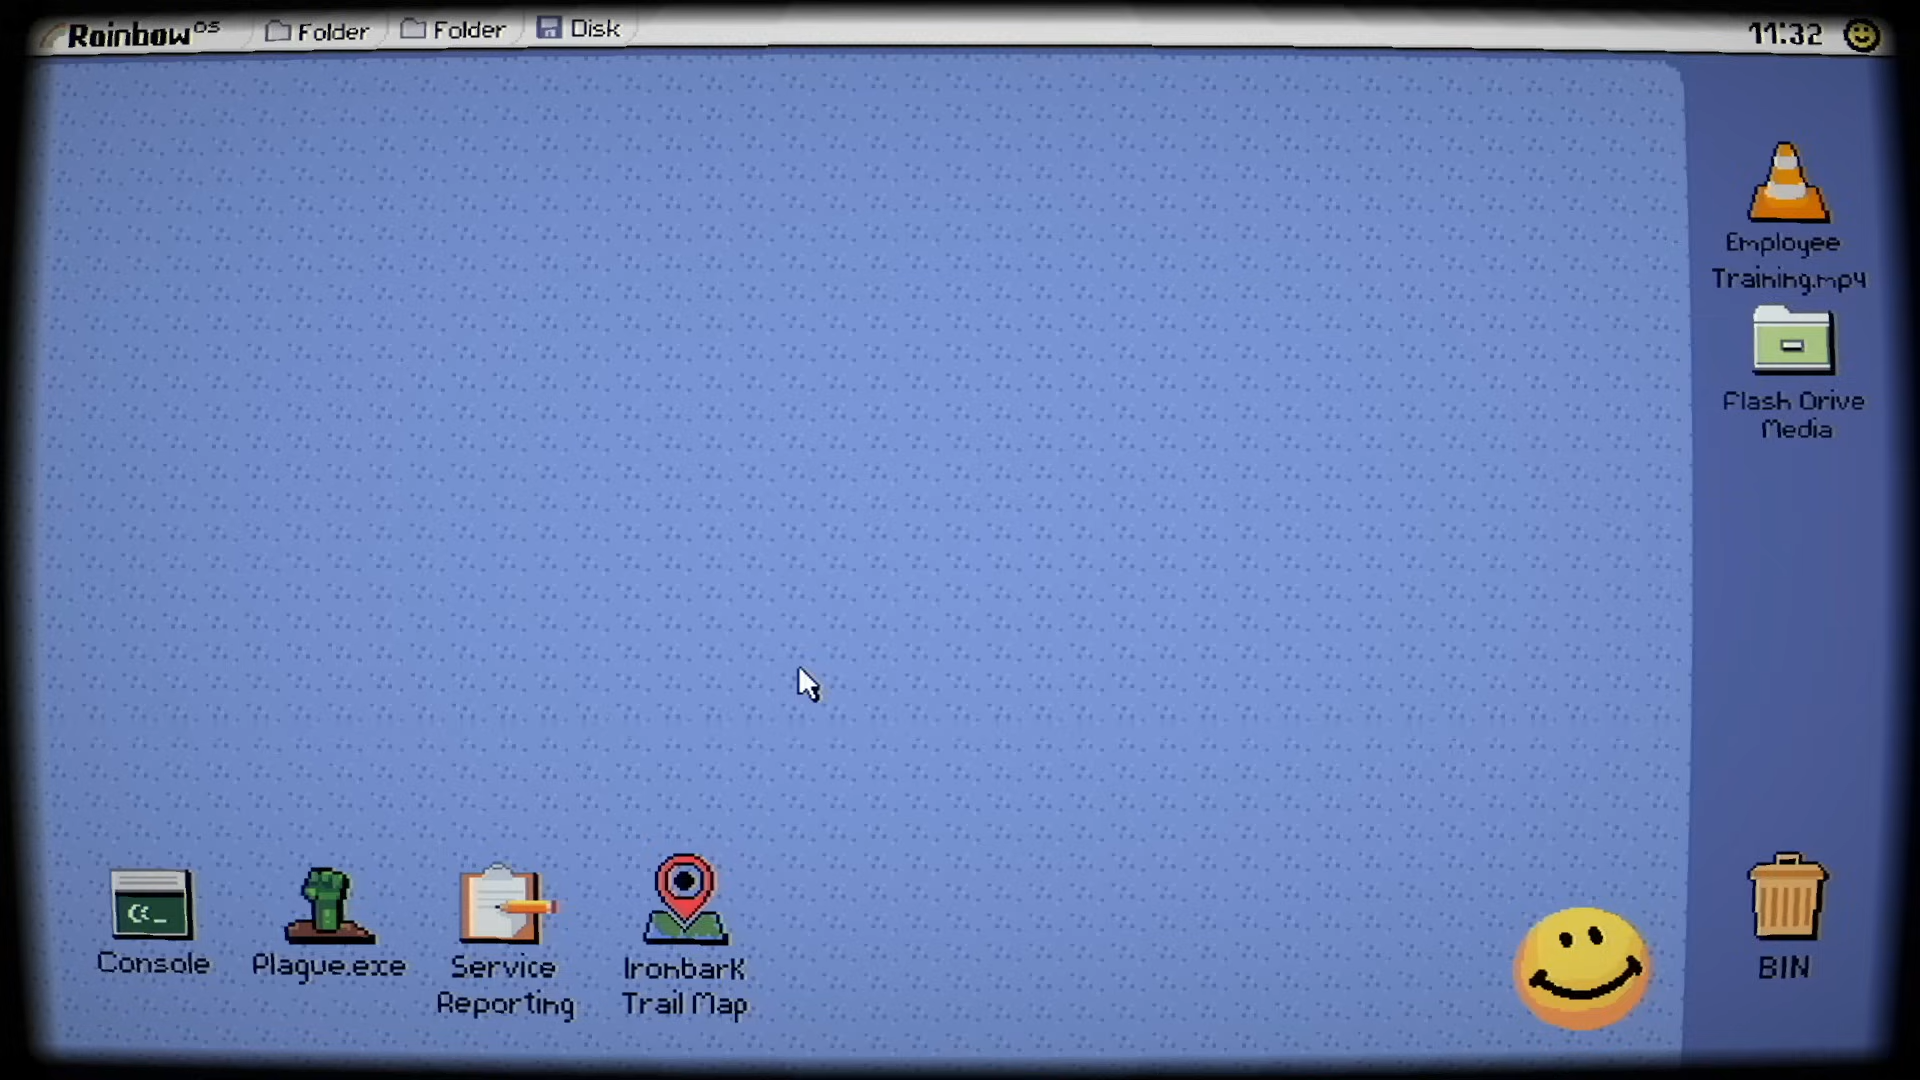 Rainbow OS
Folder
Folder
Disk
11:32
Employee
Training.mp4
Flash Drive
Media
Console
Plague.exe
Service
Reporting
Ironbark
Trail Map
BIN